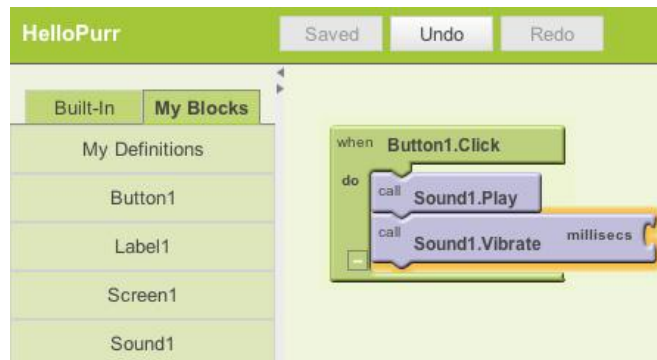 HelloPurr Saved Undo Redo
Built-In My Blocks
My Definitions
Button1
Label1
Screen1
Sound1
when Button1.Click
do
call Sound1.Play
call Sound1.Vibrate millisecs